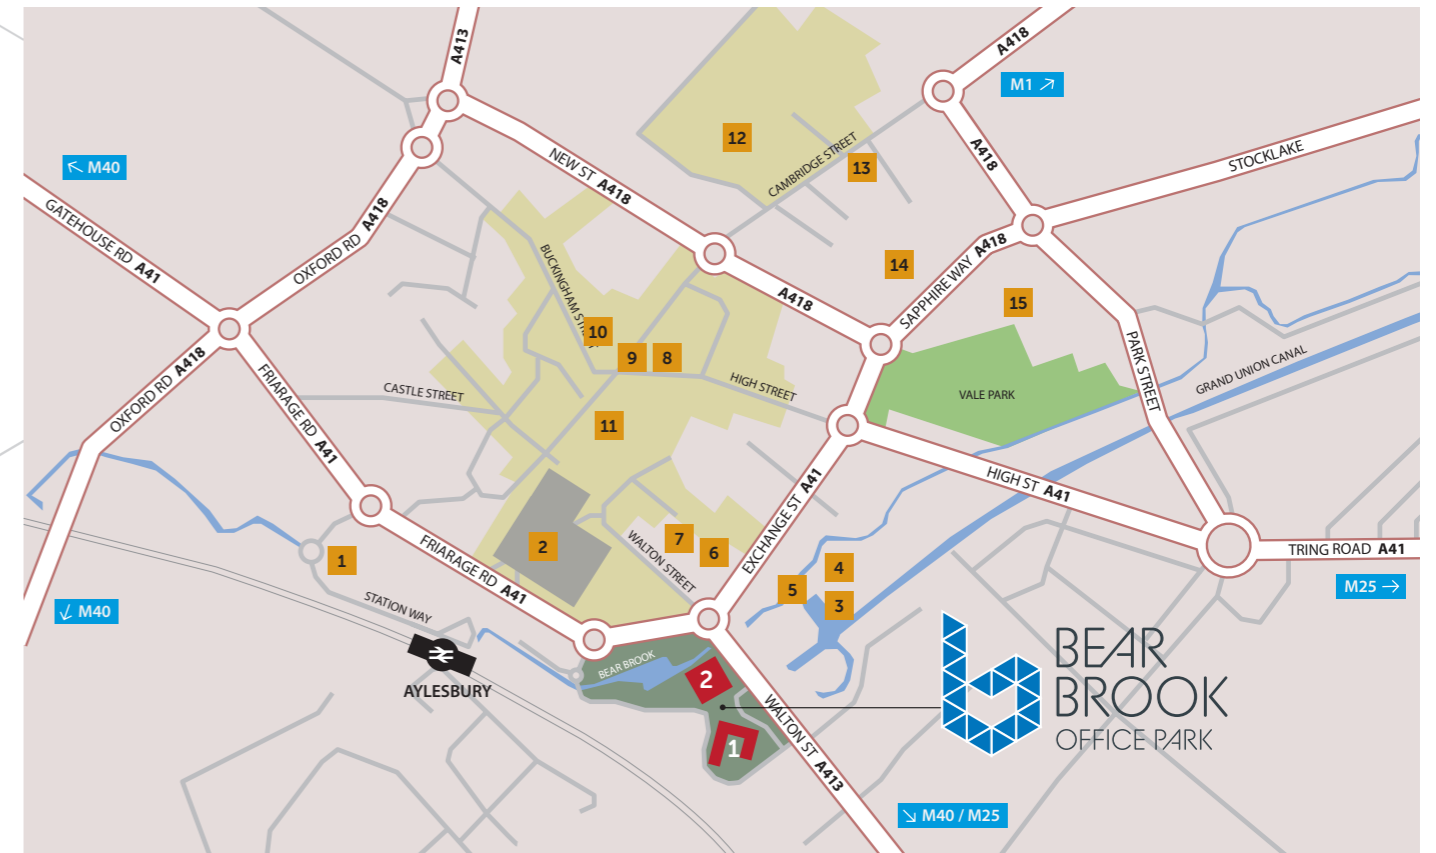 A413
A418
M1
M40
NEW ST A418
12
CAMBRIDGE STREET
13
A418
STOCKLAKE
GATEHOUSE RD A41
OXFORD RD A418
BUCKINGHAM ST
14
SAPPHIRE WAY A418
15
A418
10
9
8
OXFORD RD A418
FRIARAGE RD A41
CASTLE STREET
HIGH STREET
VALE PARK
PARK STREET
GRAND UNION CANAL
11
HIGH ST A41
EXCHANGE ST A41
1
2
7
6
WALTON STREET
FRIARAGE RD A41
TRING ROAD A41
M25
5
4
3
M40
STATION WAY
AYLESBURY
BEAR BROOK
2
1
WALTON ST A413
BEAR
BROOK
OFFICE PARK
M40 / M25